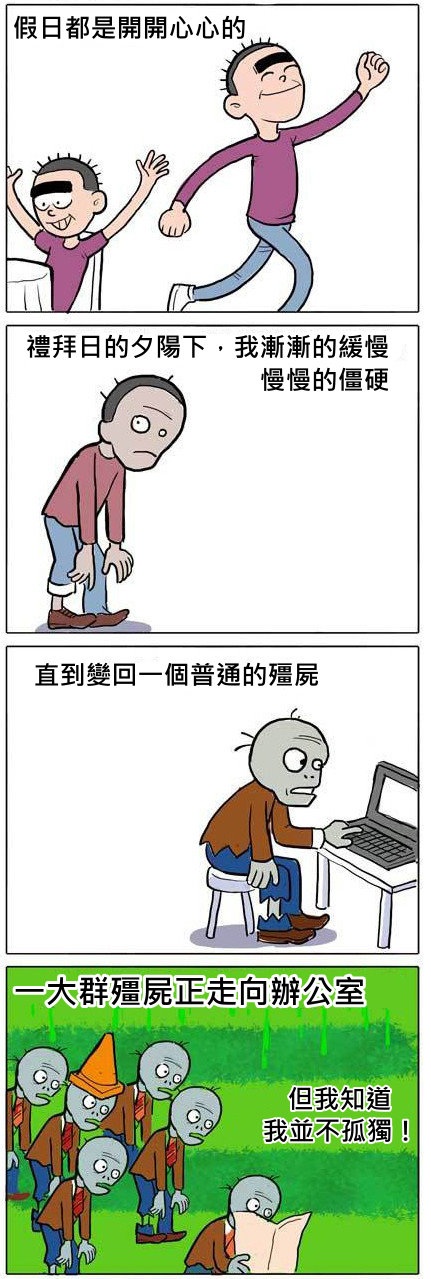 假日都是開開心心的
禮拜日的夕陽下,我漸漸的緩慢
慢慢的僵硬
直到變回一個普通的殭屍
一大群殭屍正走向辦公室
但我知道
我並不孤獨！